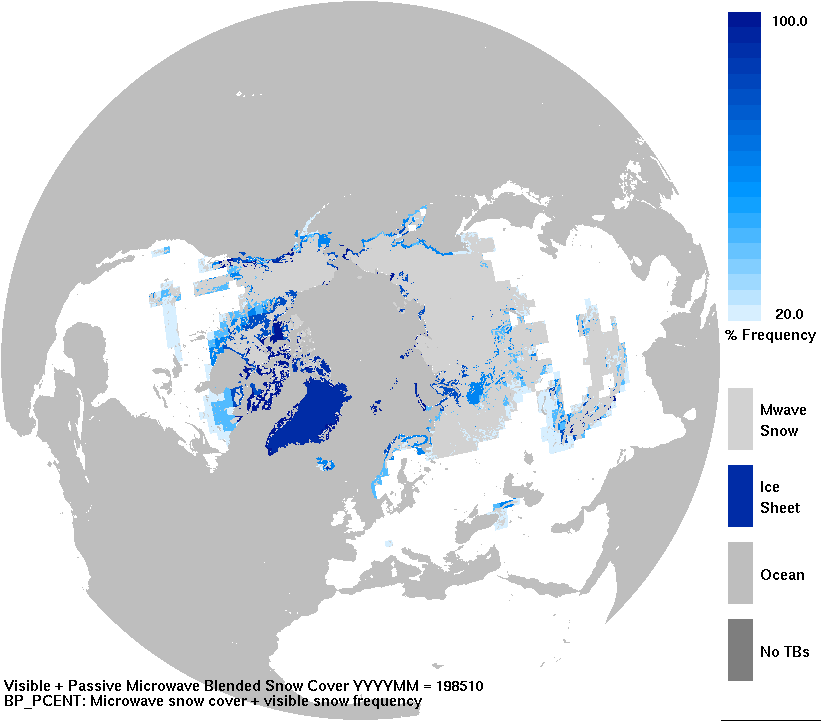 100.0
20.0
% Frequency
Mwave
Snow
Ice
Sheet
Ocean
No TBs
Visible + Passive Microwave Blended Snow Cover YYYYMM = 198510
BP_PCENT: Microwave snow cover + visible snow frequency